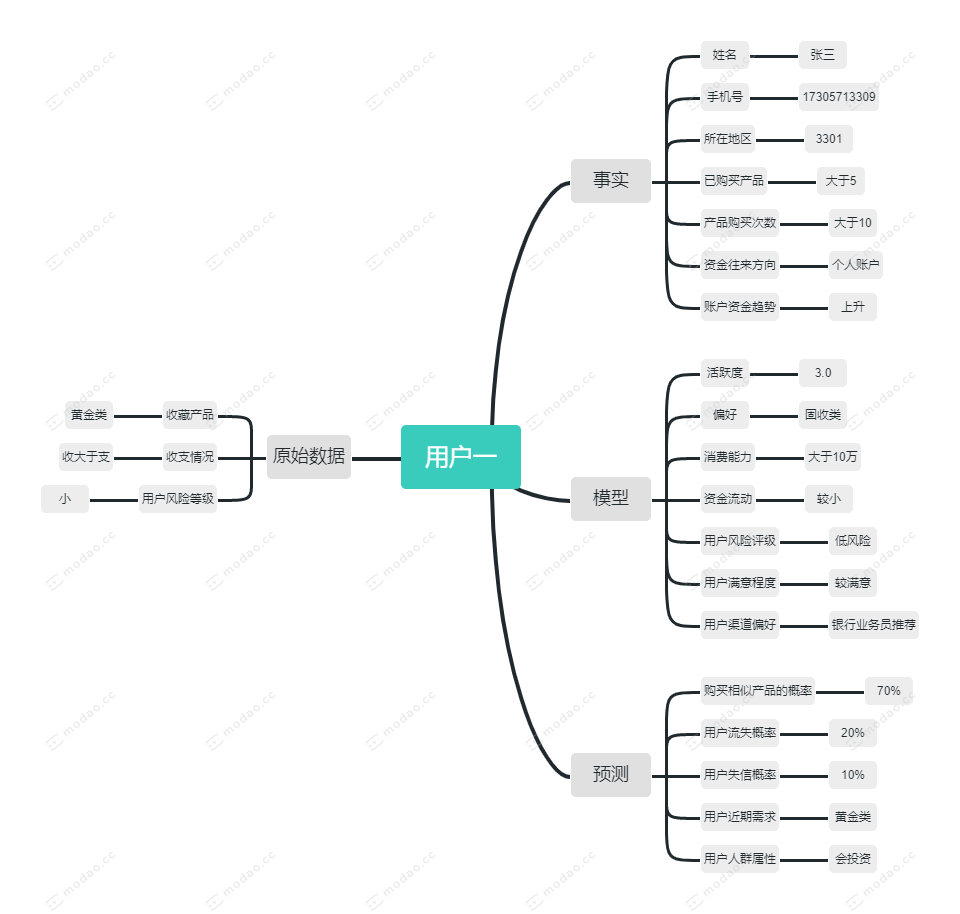 用户一
原始数据
收藏产品
黄金类
收支情况
收大于支
用户风险等级
小
事实
姓名
张三
手机号
17305713309
所在地区
3301
已购买产品
大于5
产品购买次数
大于10
资金往来方向
个人账户
账户资金趋势
上升
模型
活跃度
3.0
偏好
固收类
消费能力
大于10万
资金流动
较小
用户风险评级
低风险
用户满意程度
较满意
用户渠道偏好
银行业务员推荐
预测
购买相似产品的概率
70%
用户流失概率
20%
用户失信概率
10%
用户近期需求
黄金类
用户人群属性
会投资
modao.cc